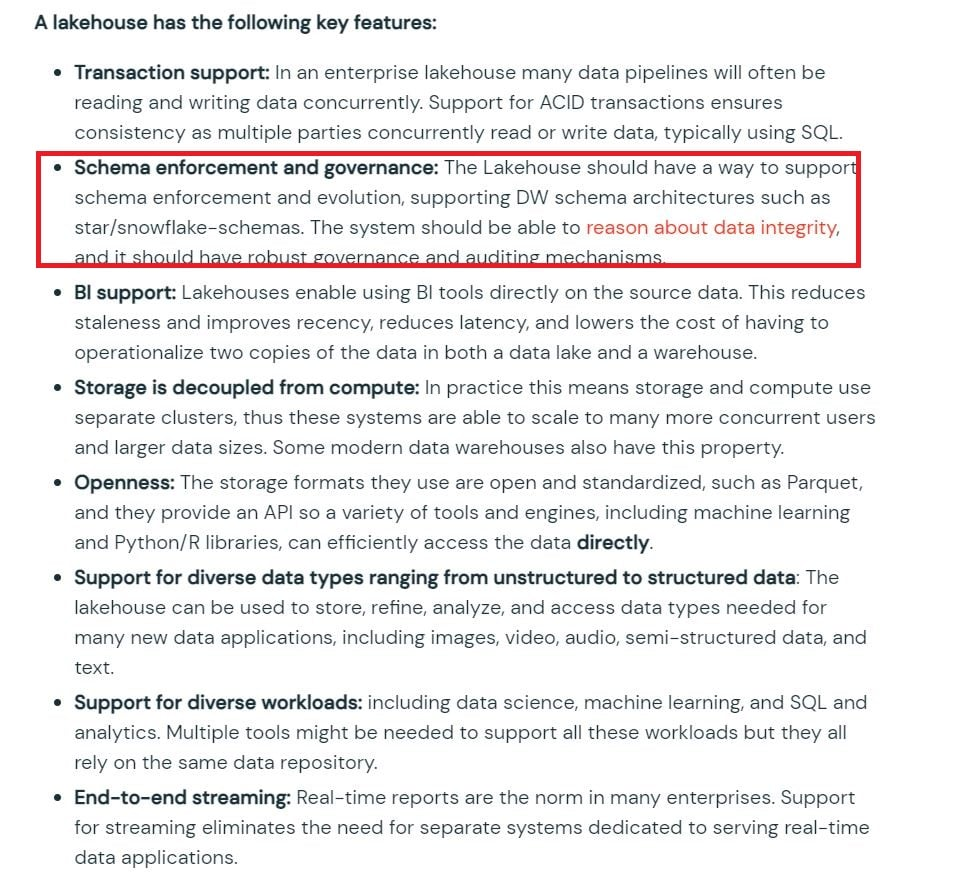 A lakehouse has the following key features:
• Transaction support: In an enterprise lakehouse many data pipelines will often be
reading and writing data concurrently. Support for ACID transactions ensures
consistency as multiple parties concurrently read or write data, typically using SQL.
• Schema enforcement and governance: The Lakehouse should have a way to support
schema enforcement and evolution, supporting DW schema architectures such as
star/snowflake-schemas. The system should be able to reason about data integrity,
and it should have robust governance and auditing mechanisms.
• BI support: Lakehouses enable using BI tools directly on the source data. This reduces
staleness and improves recency, reduces latency, and lowers the cost of having to
operationalize two copies of the data in both a data lake and a warehouse.
• Storage is decoupled from compute: In practice this means storage and compute use
separate clusters, thus these systems are able to scale to many more concurrent users
and larger data sizes. Some modern data warehouses also have this property.
• Openness: The storage formats they use are open and standardized, such as Parquet,
and they provide an API so a variety of tools and engines, including machine learning
and Python/R libraries, can efficiently access the data directly.
• Support for diverse data types ranging from unstructured to structured data: The
lakehouse can be used to store, refine, analyze, and access data types needed for
many new data applications, including images, video, audio, semi-structured data, and
text.
• Support for diverse workloads: including data science, machine learning, and SQL and
analytics. Multiple tools might be needed to support all these workloads but they all
rely on the same data repository.
• End-to-end streaming: Real-time reports are the norm in many enterprises. Support
for streaming eliminates the need for separate systems dedicated to serving real-time
data applications.